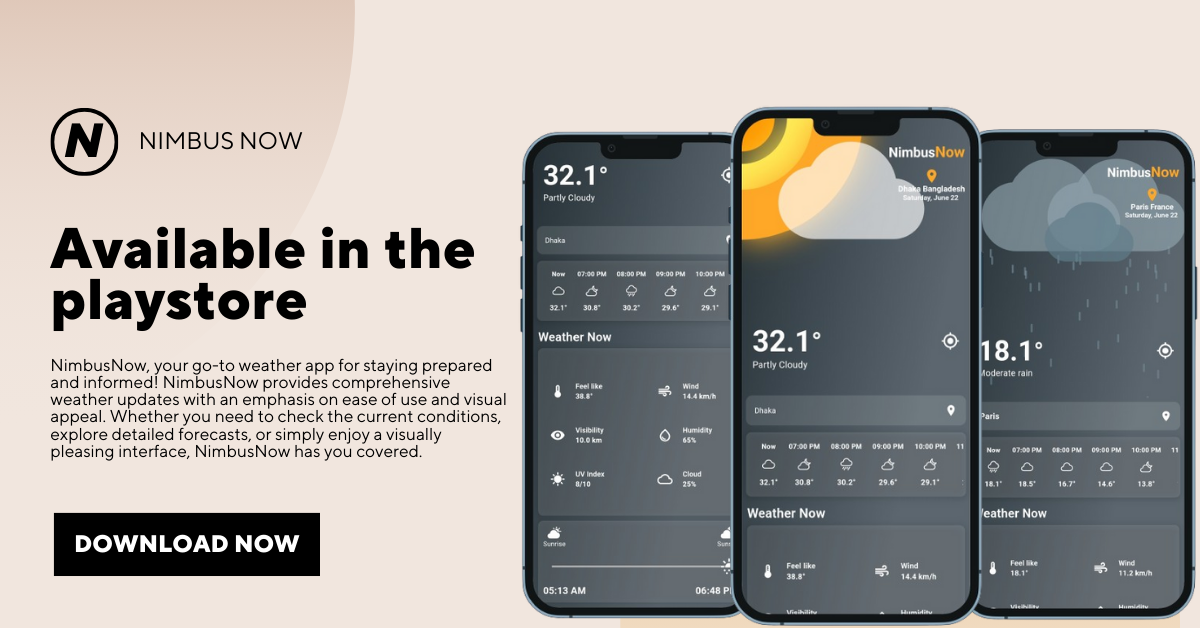 N
NIMBUS NOW
Available in the
playstore
NimbusNow, your go-to weather app for staying prepared
and informed! NimbusNow provides comprehensive
weather updates with an emphasis on ease of use and visual
appeal. Whether you need to check the current conditions,
explore detailed forecasts, or simply enjoy a visually
pleasing interface, NimbusNow has you covered.
DOWNLOAD NOW
32.1°
Partly Cloudy
Dhaka
Now 07:00 PM 08:00 PM 09:00 PM 10:00 PM
32.1° 30.8° 30.2° 29.6° 29.1°
Weather Now
Feel like Wind
38.8° 14.4 km/h
Visibility Humidity
10.0 km 65%
UV Index Cloud
8/10 25%
Sunrise
05:13 AM 06:48
NimbusNow
Dhaka Bangladesh
Saturday, June 22
32.1°
Partly Cloudy
Dhaka
Now 07:00 PM 08:00 PM 09:00 PM 10:00 PM 11
32.1° 30.8° 30.2° 29.6° 29.1°
Weather Now
Feel like Wind
38.8° 14.4 km/h
Visibility Humidity
NimbusNow
Paris France
Saturday, June 22
18.1°
Moderate rain
Paris
Now 07:00 PM 08:00 PM 09:00 PM 10:00 PM 11
18.1° 18.5° 16.7° 14.6° 13.8°
Weather Now
Feel like Wind
18.1° 11.2 km/h
Visibility Humidity